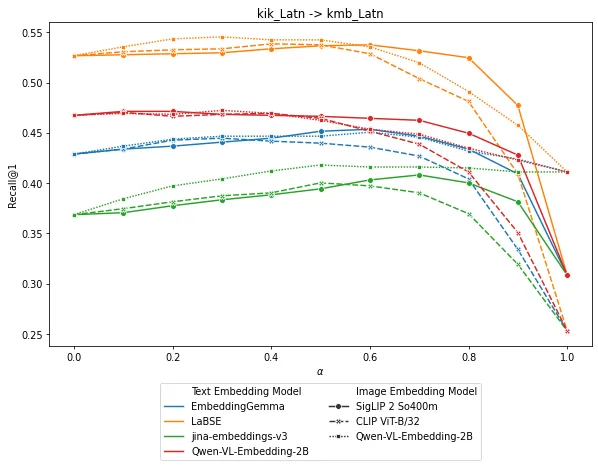 kik_Latn -> kmb_Latn
Recall@1
0.55
0.50
0.45
0.40
0.35
0.30
0.25
0.0
0.2
0.4
0.6
0.8
1.0
α
Text Embedding Model
EmbeddingGemma
LaBSE
jina-embeddings-v3
Qwen-VL-Embedding-2B
Image Embedding Model
SigLIP 2 So400m
CLIP ViT-B/32
Qwen-VL-Embedding-2B